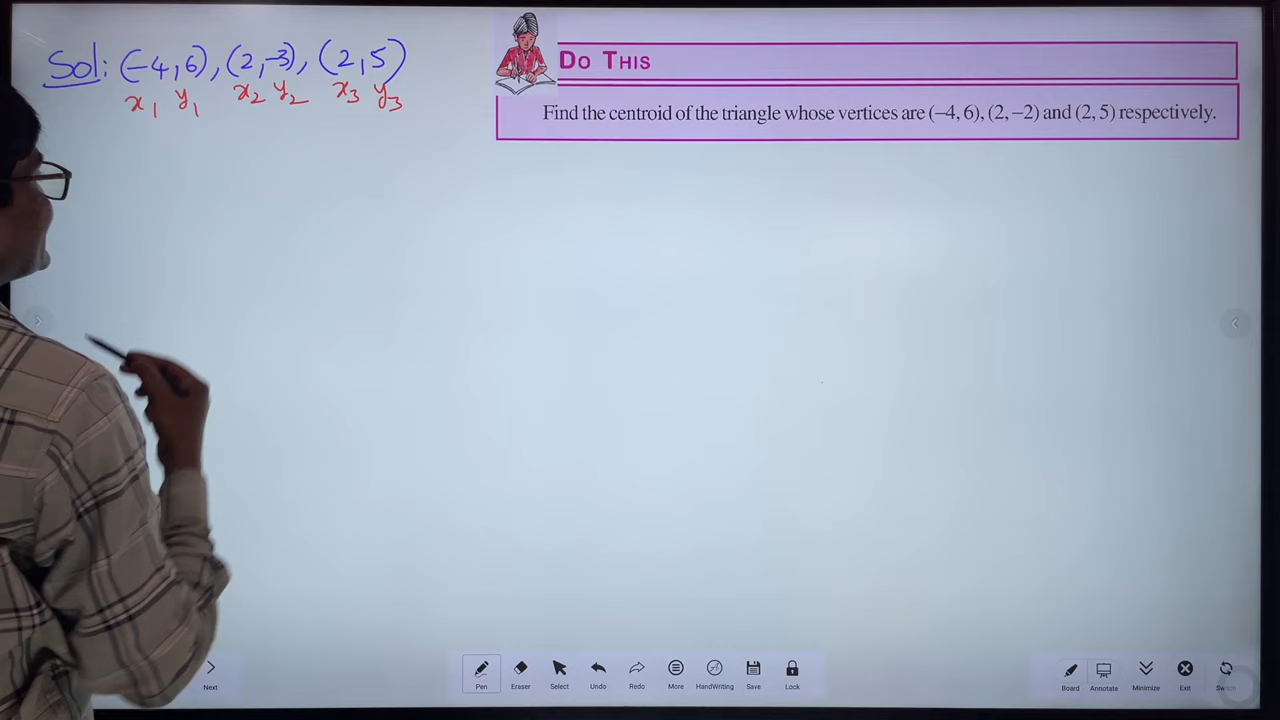 Sol: (-4, 6), (2, -3), (2, 5)
x1 y1 x2 y2 x3 y3
DO THIS
Find the centroid of the triangle whose vertices are (−4, 6), (2, −2) and (2, 5) respectively.
Next
Pen Eraser Select Undo Redo More HandWriting Save Lock
Board Annotate Minimize Exit Switch